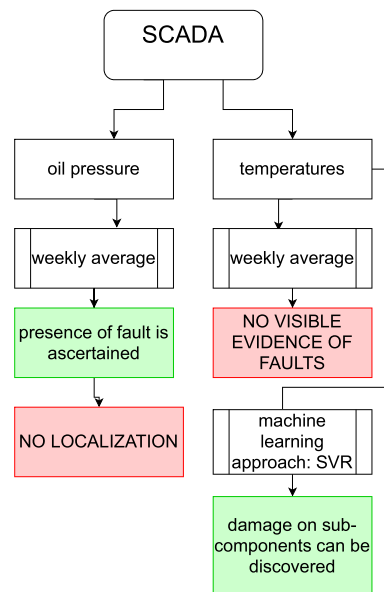 SCADA
oil pressure
temperatures
weekly average
weekly average
presence of fault is
ascertained
NO VISIBLE
EVIDENCE OF
FAULTS
NO LOCALIZATION
machine
learning
approach: SVR
damage on sub-
components can be
discovered